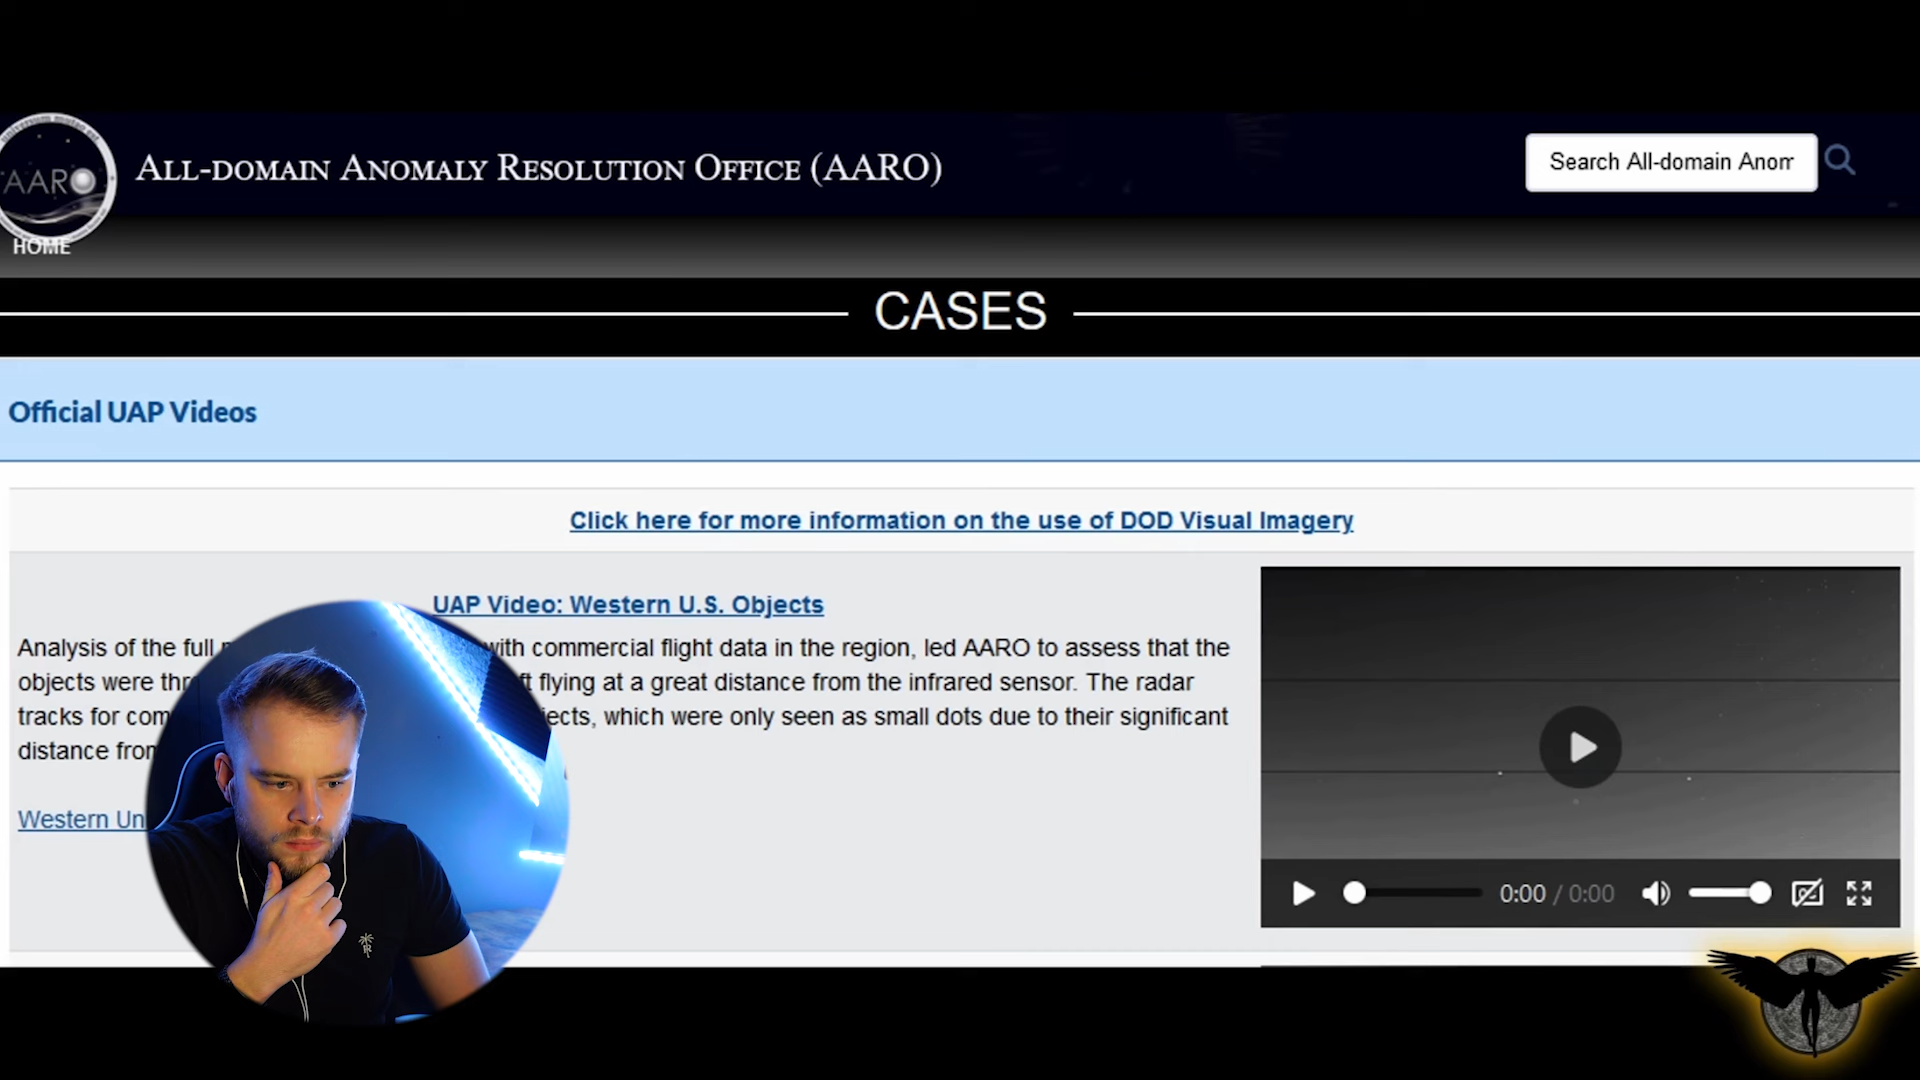 AARO
ALL-DOMAIN ANOMALY RESOLUTION OFFICE (AARO)
Search All-domain Anom
HOME
CASES
Official UAP Videos
Click here for more information on the use of DOD Visual Imagery
UAP Video: Western U.S. Objects
Analysis of the full with commercial flight data in the region, led AARO to assess that the
objects were flying at a great distance from the infrared sensor. The radar
tracks for which were only seen as small dots due to their significant
distance
Western
0:00 / 0:00